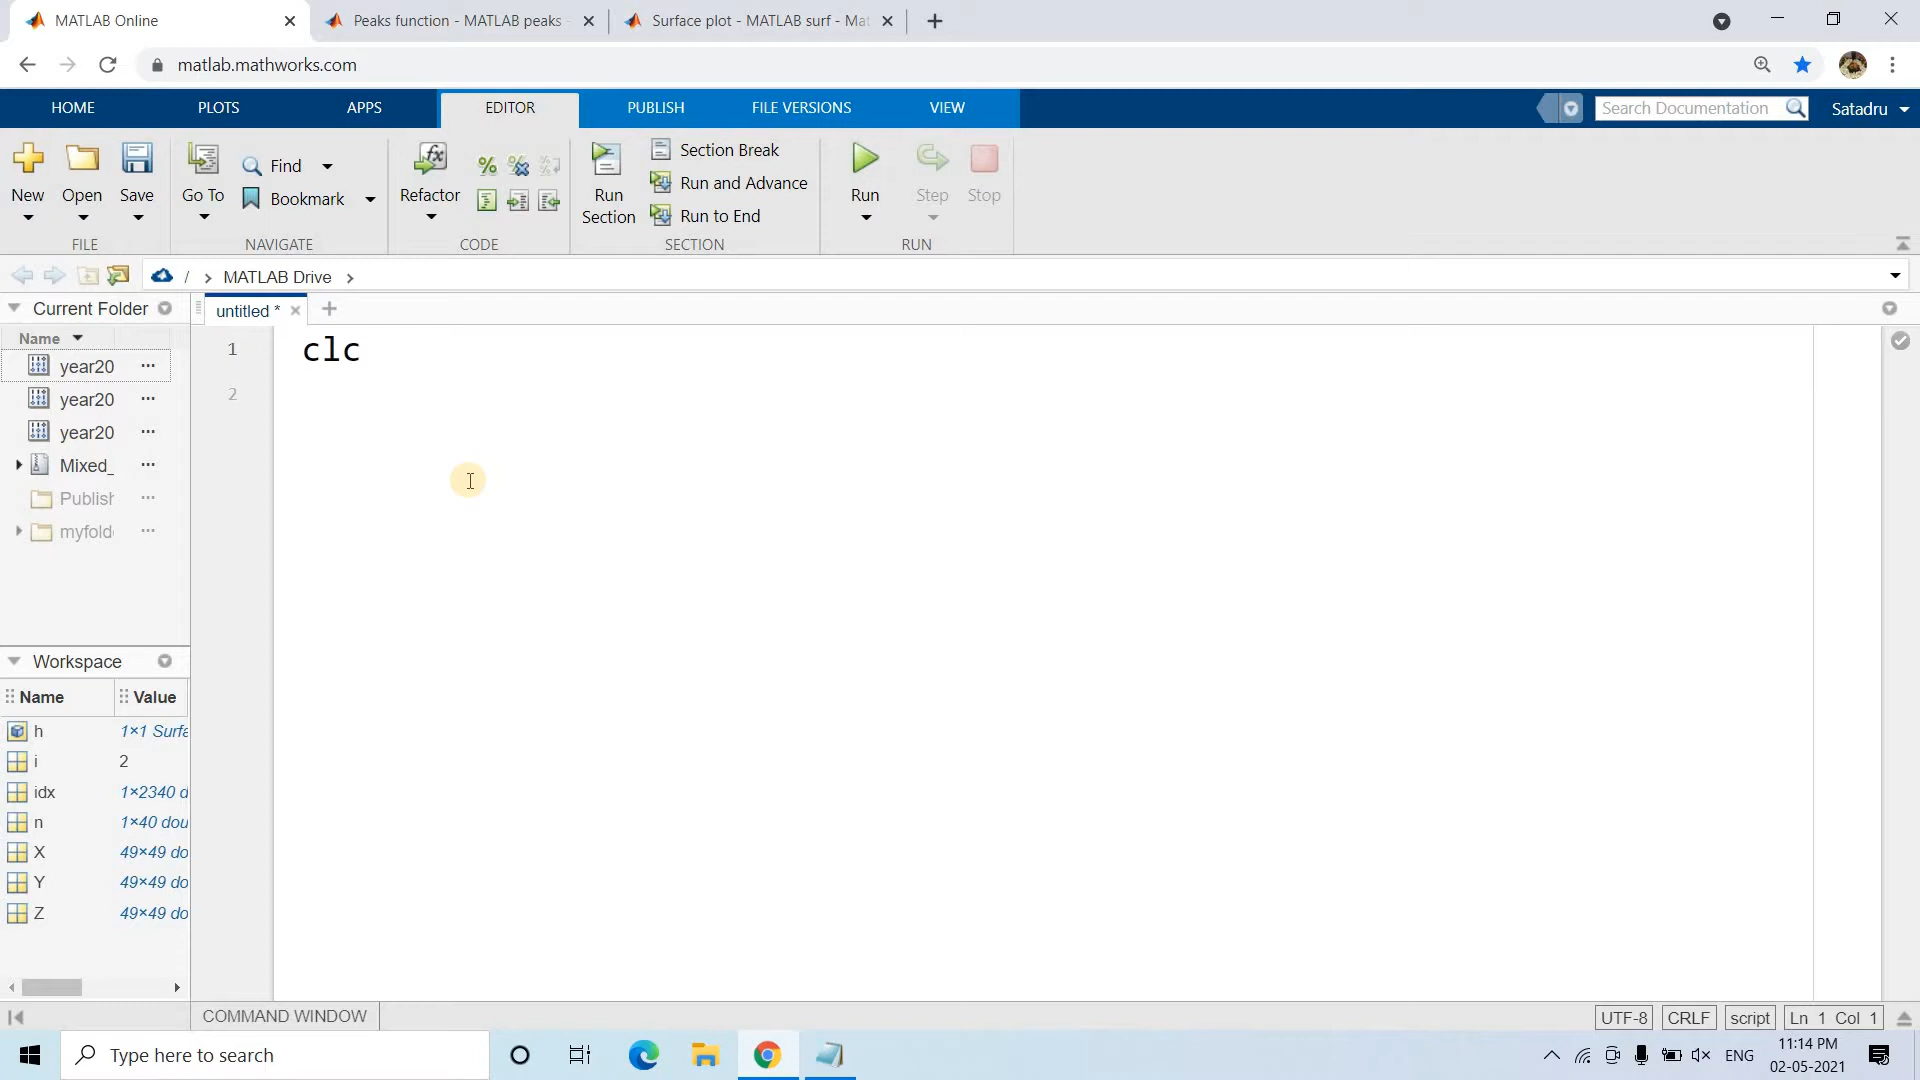 MATLAB Online
Peaks function - MATLAB peaks -
Surface plot - MATLAB surf - Mat
matlab.mathworks.com
HOME
PLOTS
APPS
EDITOR
PUBLISH
FILE VERSIONS
VIEW
Search Documentation
Satadru
New
Open
Save
Go To
Find
Bookmark
Refactor
Run Section
Section Break
Run and Advance
Run to End
Run
Step
Stop
FILE
NAVIGATE
CODE
SECTION
RUN
/ > MATLAB Drive >
Current Folder
untitled *
Name
year20
year20
year20
Mixed_
Publish
myfold
1 clc
2
Workspace
Name Value
h 1×1 Surfa
i 2
idx 1×2340 d
n 1×40 dou
X 49×49 do
Y 49×49 do
Z 49×49 do
COMMAND WINDOW
UTF-8 CRLF script Ln 1 Col 1
Type here to search
ENG
11:14 PM
02-05-2021